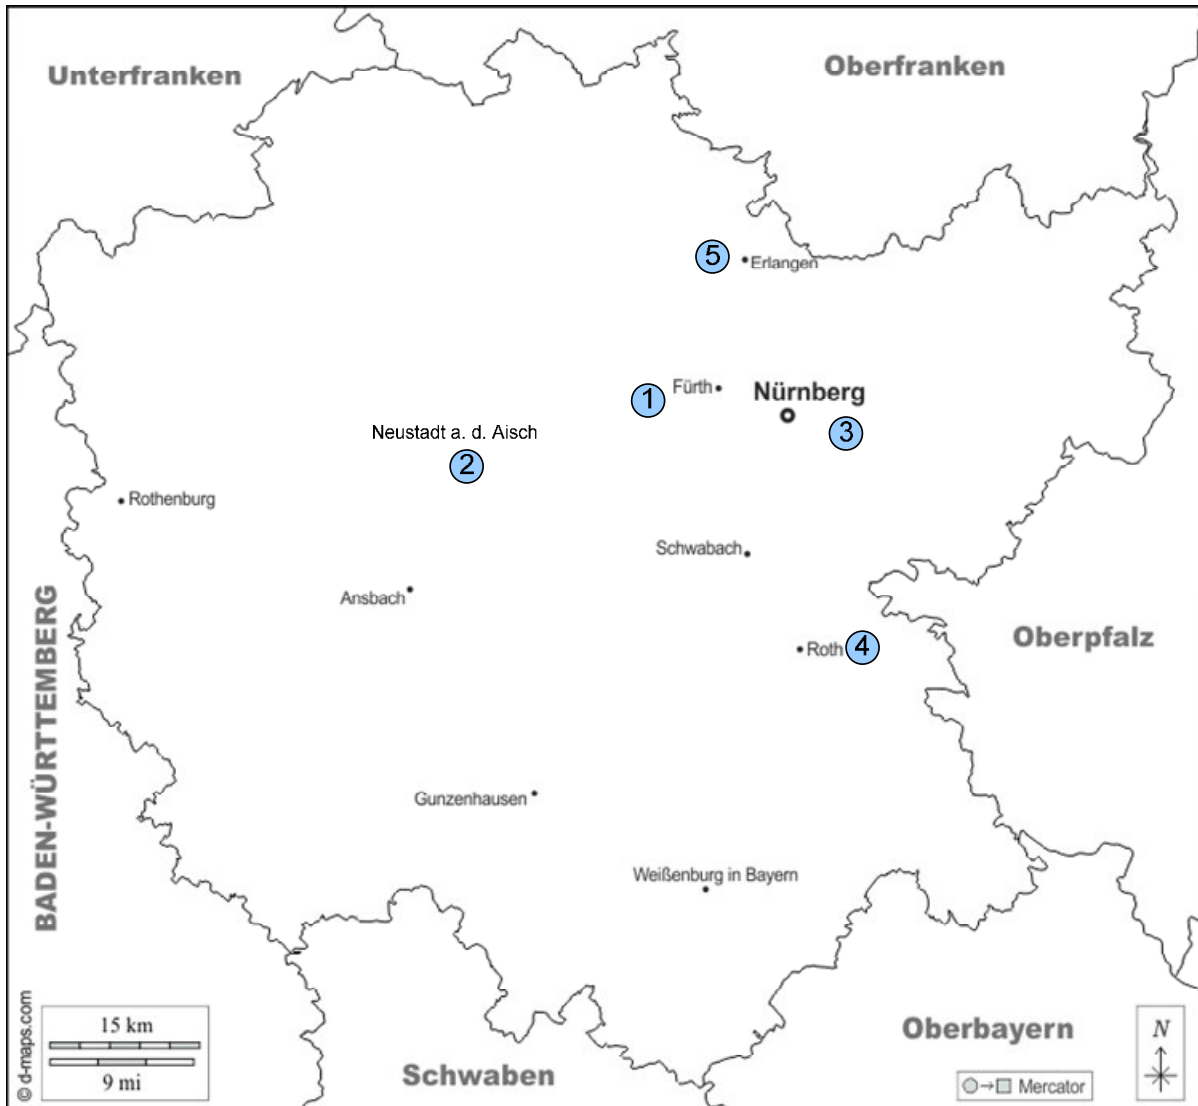 Unterfranken
Oberfranken
5
Erlangen
Fürth
Nürnberg
1
3
Neustadt a. d. Aisch
2
Rothenburg
Schwabach
Ansbach
BADEN-WÜRTTEMBERG
Oberpfalz
Roth
4
Gunzenhausen
Weißenburg in Bayern
© d-maps.com
15 km
9 mi
Schwaben
Oberbayern
N
Mercator